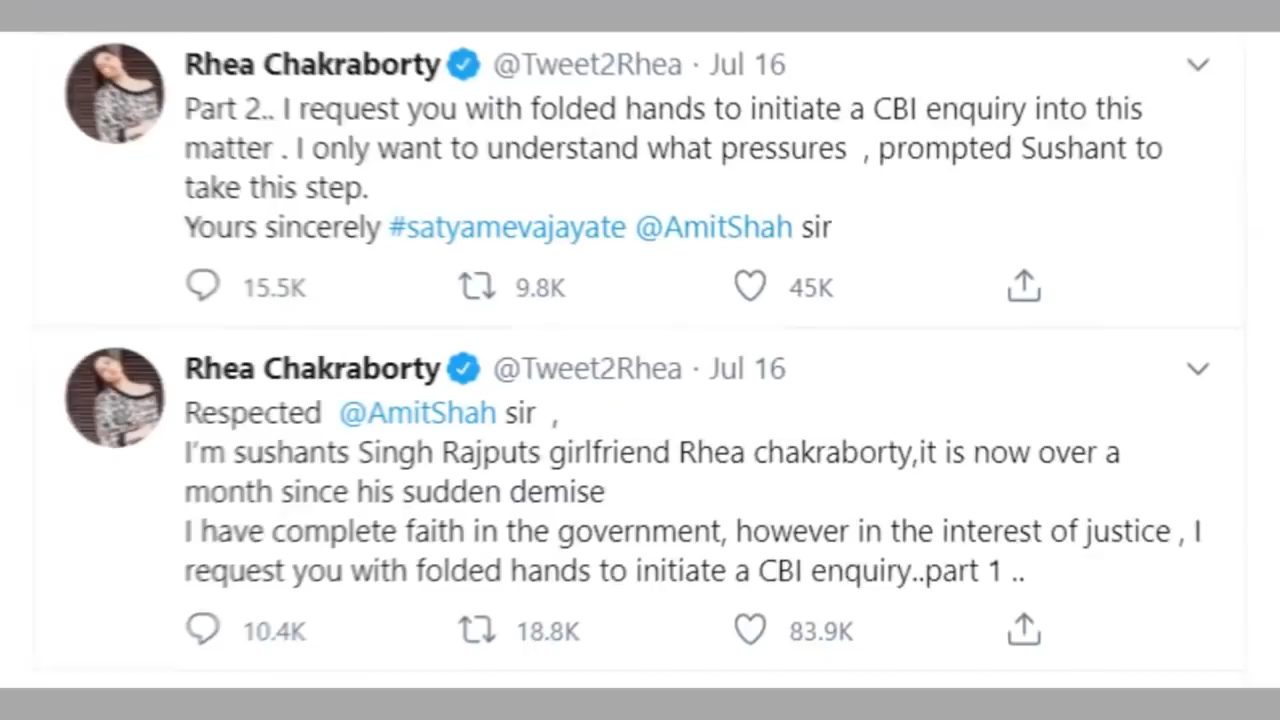 Rhea Chakraborty @Tweet2Rhea · Jul 16
Part 2.. I request you with folded hands to initiate a CBI enquiry into this
matter . I only want to understand what pressures  , prompted Sushant to
take this step.
Yours sincerely #satyamevajayate @AmitShah sir
15.5K 9.8K 45K
Rhea Chakraborty @Tweet2Rhea · Jul 16
Respected  @AmitShah sir  ,
I'm sushants Singh Rajputs girlfriend Rhea chakraborty,it is now over a
month since his sudden demise
I have complete faith in the government, however in the interest of justice , I
request you with folded hands to initiate a CBI enquiry..part 1 ..
10.4K 18.8K 83.9K